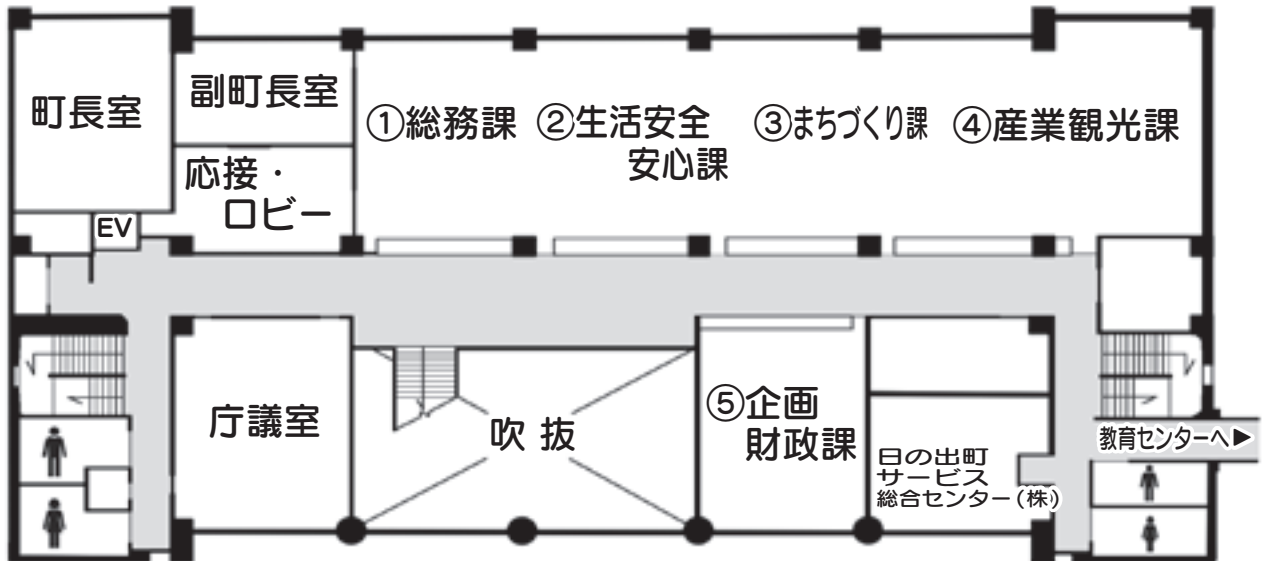 町長室
副町長室
応接・
ロビー
EV
①総務課
②生活安全
安心課
③まちづくり課
④産業観光課
庁議室
吹 抜
⑤企画
財政課
日の出町
サービス
総合センター(株)
教育センターへ▶